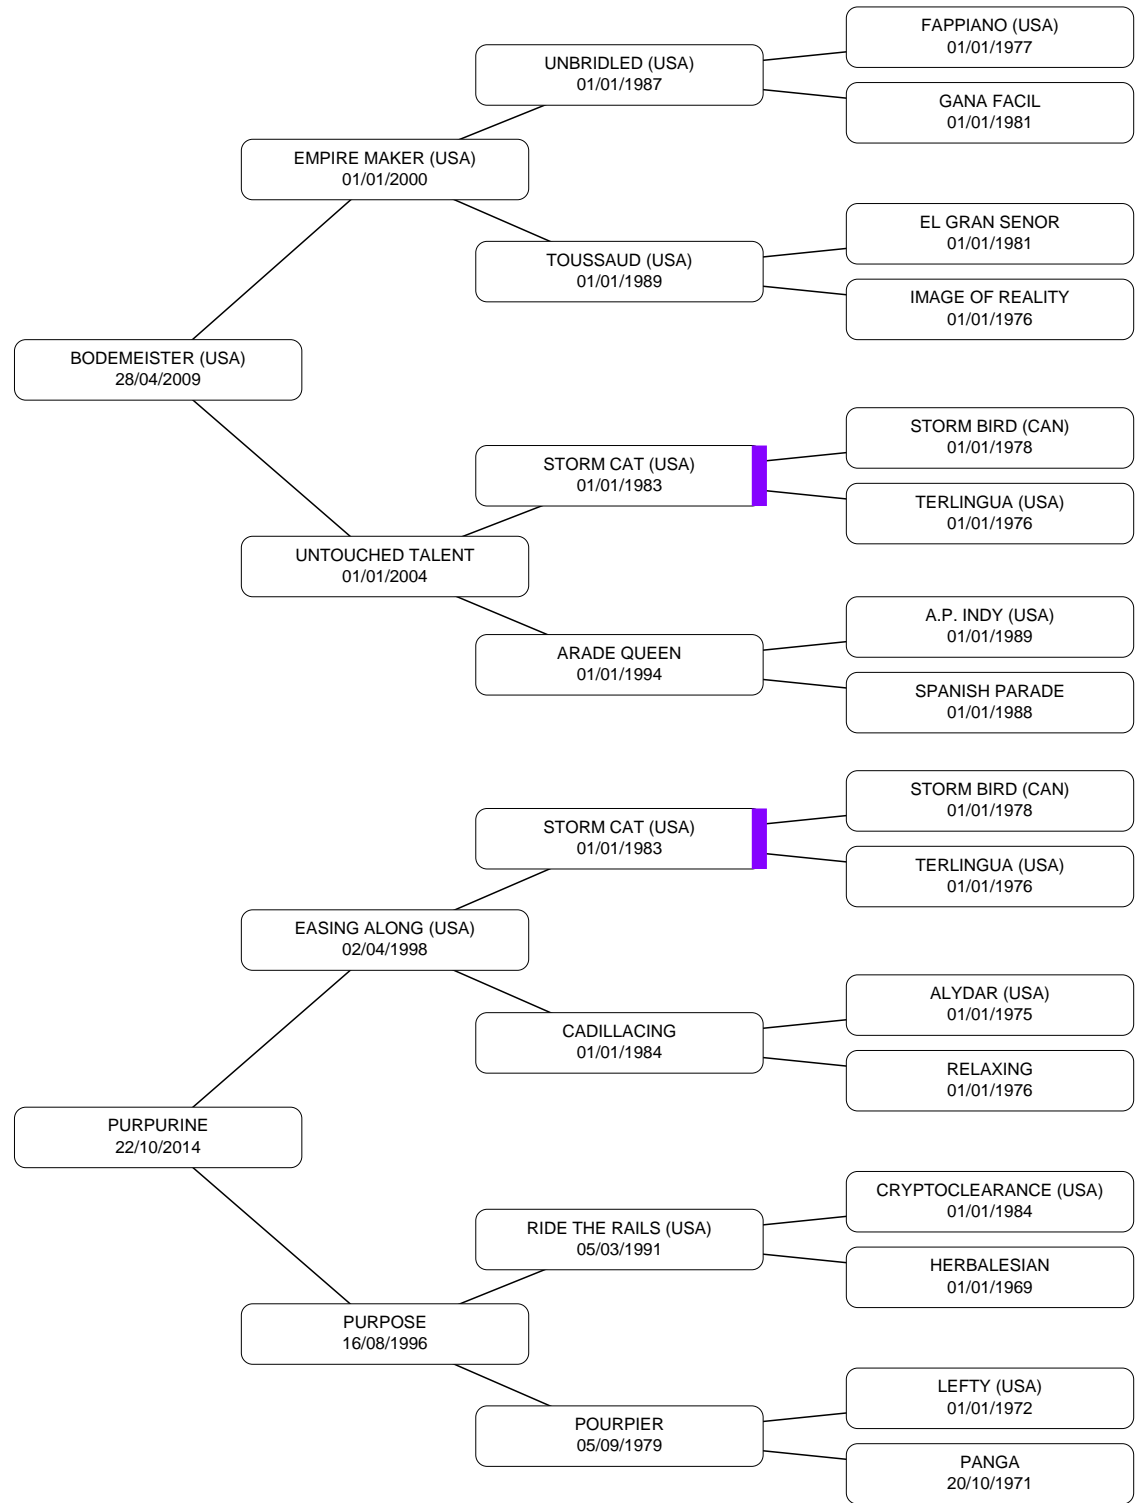 FAPPIANO (USA)
01/01/1977
UNBRIDLED (USA)
01/01/1987
GANA FACIL
01/01/1981
EMPIRE MAKER (USA)
01/01/2000
EL GRAN SENOR
01/01/1981
TOUSSAUD (USA)
01/01/1989
IMAGE OF REALITY
01/01/1976
BODEMEISTER (USA)
28/04/2009
STORM BIRD (CAN)
01/01/1978
STORM CAT (USA)
01/01/1983
TERLINGUA (USA)
01/01/1976
UNTOUCHED TALENT
01/01/2004
A.P. INDY (USA)
01/01/1989
ARADE QUEEN
01/01/1994
SPANISH PARADE
01/01/1988
STORM BIRD (CAN)
01/01/1978
STORM CAT (USA)
01/01/1983
TERLINGUA (USA)
01/01/1976
EASING ALONG (USA)
02/04/1998
ALYDAR (USA)
01/01/1975
CADILLACING
01/01/1984
RELAXING
01/01/1976
PURPURINE
22/10/2014
CRYPTOCLEARANCE (USA)
01/01/1984
RIDE THE RAILS (USA)
05/03/1991
HERBALESIAN
01/01/1969
PURPOSE
16/08/1996
LEFTY (USA)
01/01/1972
POURPIER
05/09/1979
PANGA
20/10/1971